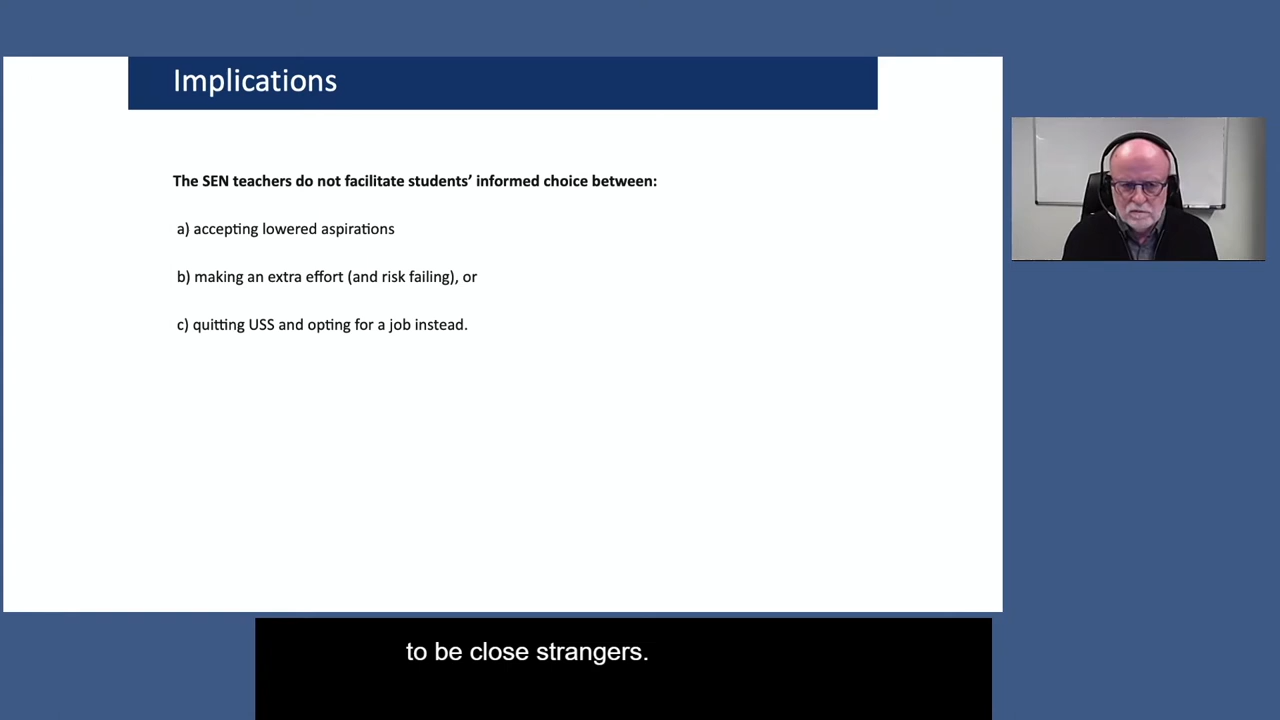 Implications
The SEN teachers do not facilitate students’ informed choice between:
a) accepting lowered aspirations
b) making an extra effort (and risk failing), or
c) quitting USS and opting for a job instead.
to be close strangers.